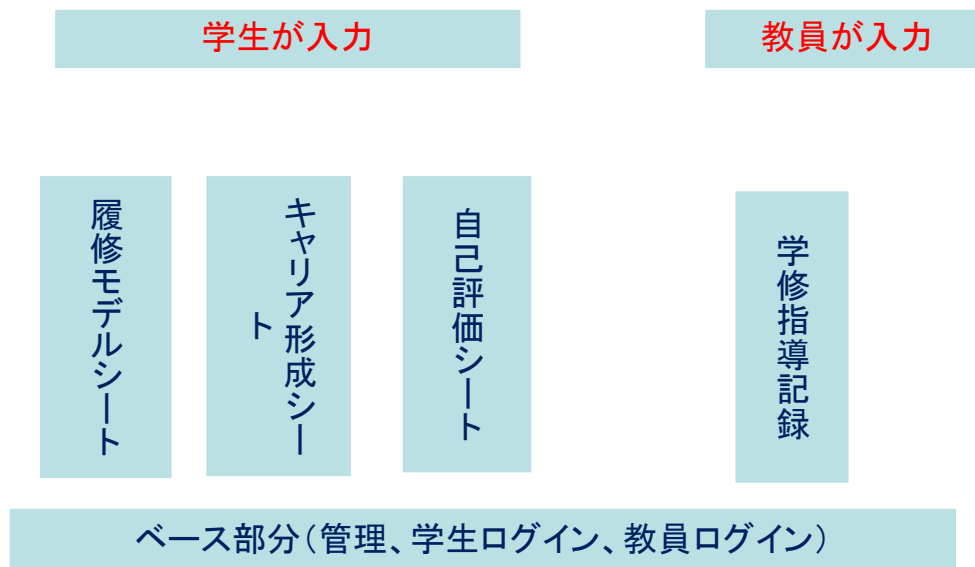 学生が入力
教員が入力
履修モデルシート
キャリア形成シー
ト
自己評価シート
学修指導記録
ベース部分（管理、学生ログイン、教員ログイン）